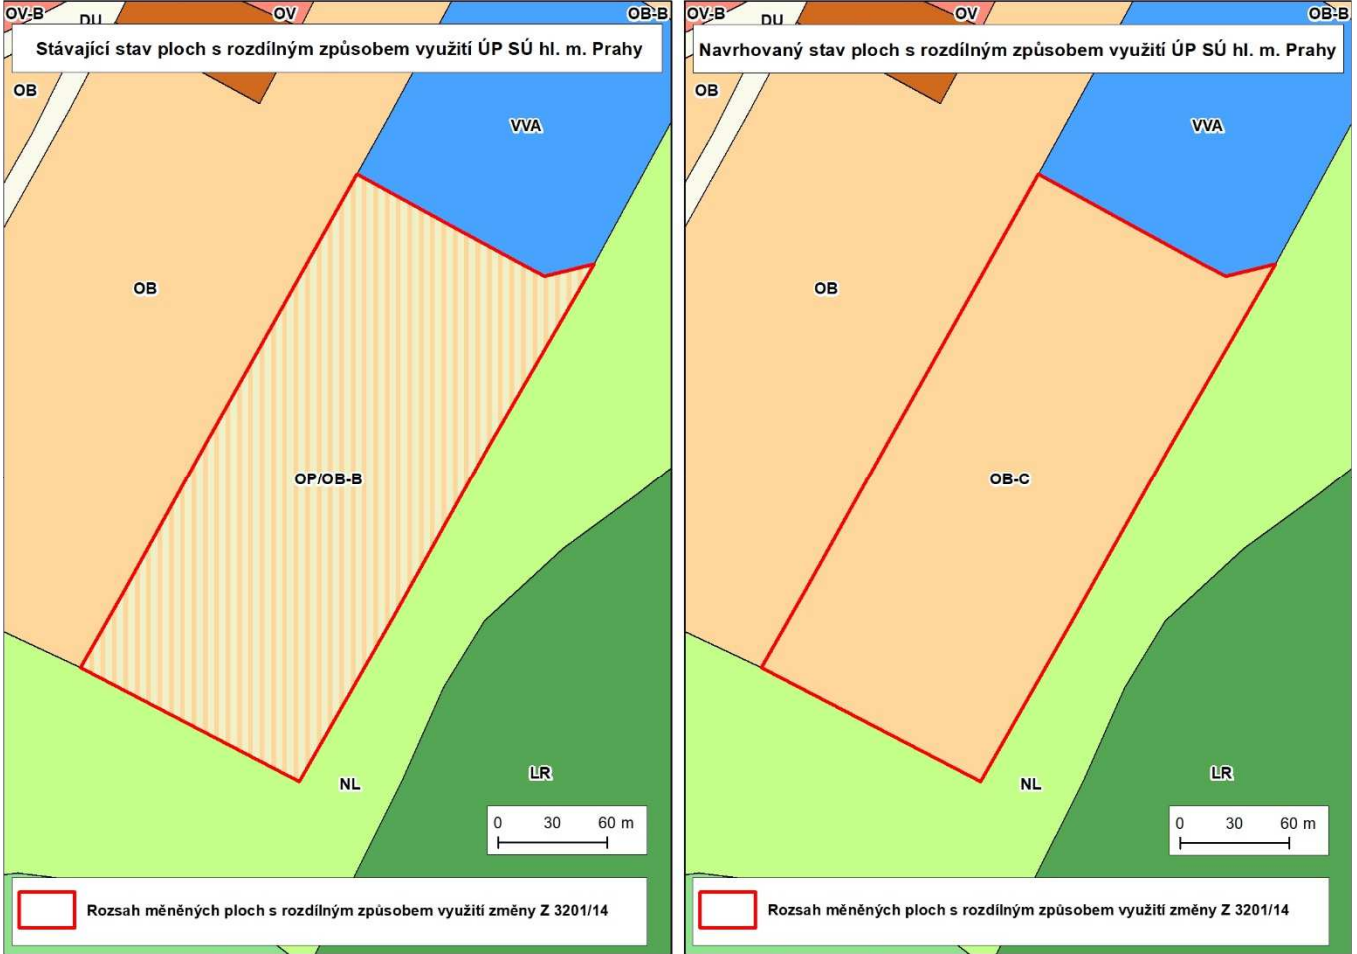 OV-B
DU
OV
OB-B
Stávající stav ploch s rozdílným způsobem využití ÚP SÚ hl. m. Prahy
OB
VVA
OB
OP/OB-B
NL
LR
0 30 60 m
Rozsah měněných ploch s rozdílným způsobem využití změny Z 3201/14
OV-B
DU
OV
OB-B
Navrhovaný stav ploch s rozdílným způsobem využití ÚP SÚ hl. m. Prahy
OB
VVA
OB
OB-C
NL
LR
0 30 60 m
Rozsah měněných ploch s rozdílným způsobem využití změny Z 3201/14